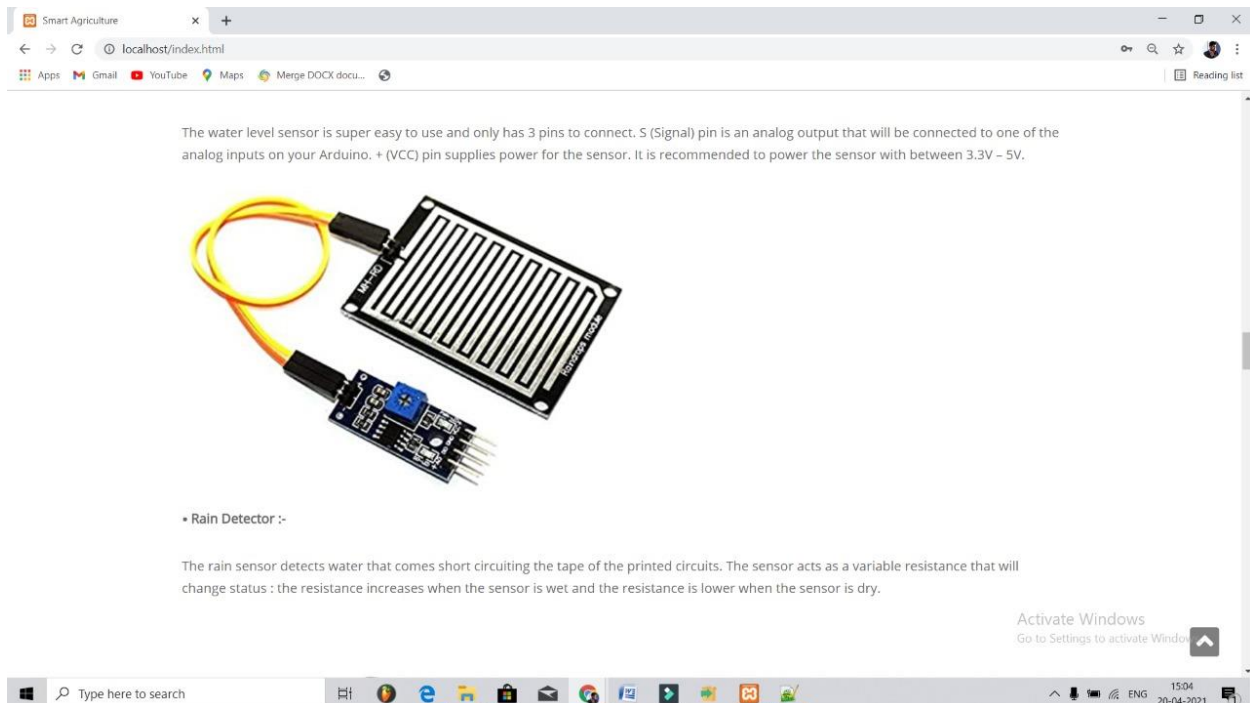 Smart Agriculture
localhost/index.html
Apps Gmail YouTube Maps Merge DOCX docu... Reading list
The water level sensor is super easy to use and only has 3 pins to connect. S (Signal) pin is an analog output that will be connected to one of the
analog inputs on your Arduino. + (VCC) pin supplies power for the sensor. It is recommended to power the sensor with between 3.3V – 5V.
MH-RD
Raindrops module
• Rain Detector :-
The rain sensor detects water that comes short circuiting the tape of the printed circuits. The sensor acts as a variable resistance that will
change status : the resistance increases when the sensor is wet and the resistance is lower when the sensor is dry.
Activate Windows
Go to Settings to activate Windo
Type here to search
ENG
15:04
20-04-2021